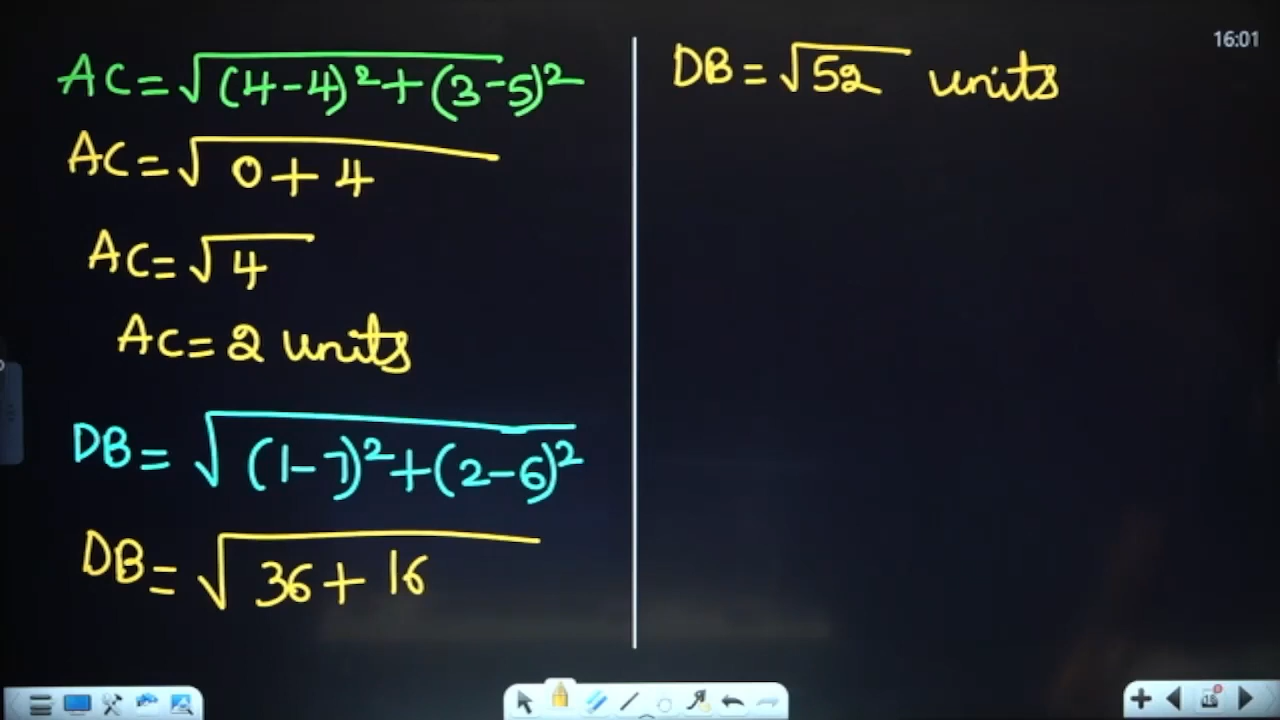 AC = √(4-4)² + (3-5)²
AC = √0 + 4
AC = √4
AC = 2 units
DB = √(1-7)² + (2-6)²
DB = √36 + 16
DB = √52 units
16:01